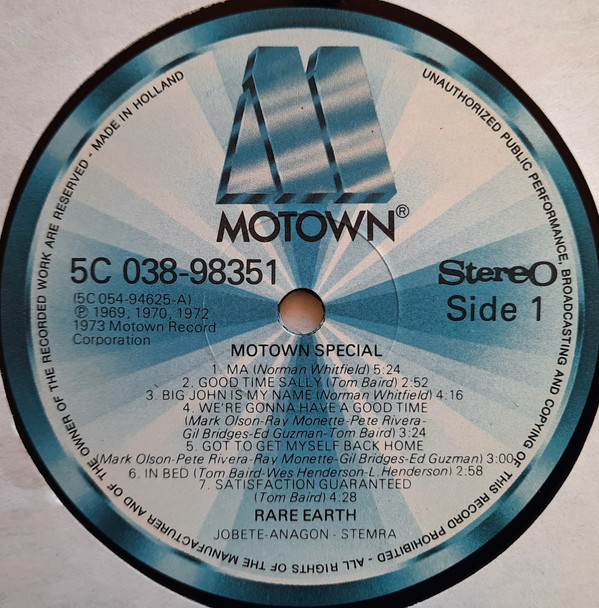 MADE IN HOLLAND - ALL RIGHTS OF THE MANUFACTURER AND OF THE OWNER OF THE RECORDED WORK ARE RESERVED -
UNAUTHORIZED PUBLIC PERFORMANCE, BROADCASTING AND COPYING OF THIS RECORD PROHIBITED -
MOTOWN®
5C 038-98351
Stereo
(5C 054-94625-A)
Side 1
℗ 1969, 1970, 1972
1973 Motown Record
Corporation
MOTOWN SPECIAL
1. MA (Norman Whitfield) 5:24
2. GOOD TIME SALLY (Tom Baird) 2:52
3. BIG JOHN IS MY NAME (Norman Whitfield) 4:16
4. WE'RE GONNA HAVE A GOOD TIME
(Mark Olson-Ray Monette-Pete Rivera-
Gil Bridges-Ed Guzman-Tom Baird) 3:24
5. GOT TO GET MYSELF BACK HOME
(Mark Olson-Pete Rivera-Ray Monette-Gil Bridges-Ed Guzman) 3:00
6. IN BED (Tom Baird-Wes Henderson-L. Henderson) 2:58
7. SATISFACTION GUARANTEED
(Tom Baird) 4:28
RARE EARTH
JOBETE-ANAGON - STEMRA